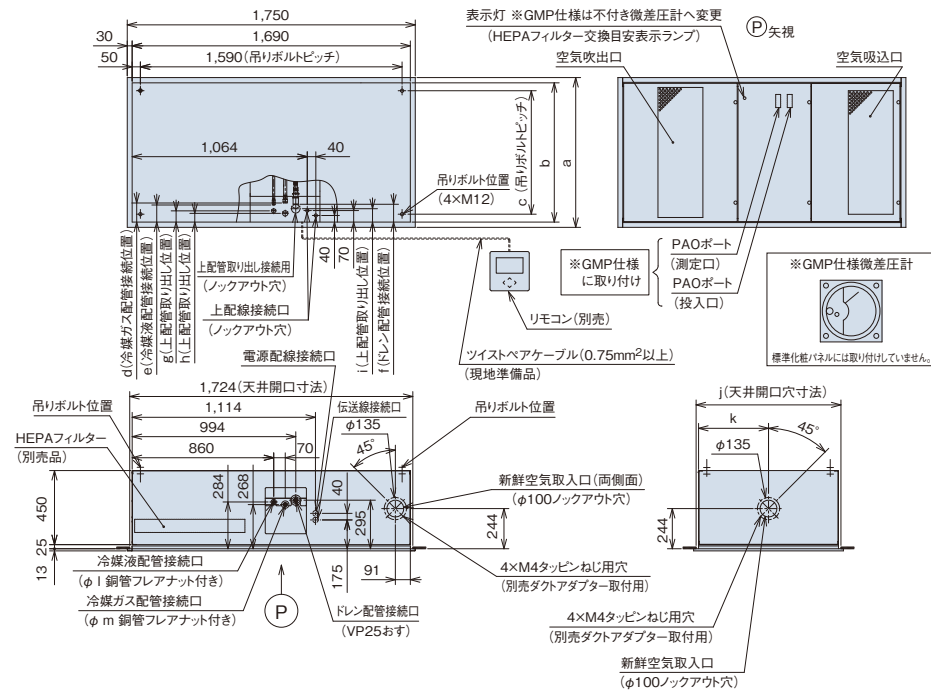 1,750
1,690
30
1,590(吊りボルトピッチ)
50
1,064
40
吊りボルト位置
(4×M12)
c(吊りボルトピッチ)
b
a
40
70
d(冷媒ガス配管接続位置)
e(冷媒液配管接続位置)
g(上配管取り出し位置)
h(上配管取り出し位置)
i(上配管取り出し位置)
f(ドレン配管接続位置)
上配管取り出し接続用
(ノックアウト穴)
上配線接続口
(ノックアウト穴)
リモコン(別売)
ツイストペアケーブル(0.75mm²以上)
(現地準備品)
表示灯 ※GMP仕様は不付き微差圧計へ変更
(HEPAフィルター交換目安表示ランプ)
P矢視
空気吹出口
空気吸込口
※GMP仕様
に取り付け
PAOポート
(測定口)
PAOポート
(投入口)
※GMP仕様微差圧計
標準化粧パネルには取り付けしていません。
電源配線接続口
1,724(天井開口寸法)
吊りボルト位置
1,114
伝送線接続口
吊りボルト位置
994
φ135
HEPAフィルター
(別売品)
860
70
45°
284
268
40
295
450
25
13
175
91
244
新鮮空気取入口(両側面)
(φ100ノックアウト穴)
4×M4タッピンねじ用穴
(別売ダクトアダプター取付用)
冷媒液配管接続口
(φl 銅管フレアナット付き)
冷媒ガス配管接続口
(φm 銅管フレアナット付き)
P
ドレン配管接続口
(VP25おす)
j(天井開口穴寸法)
k
45°
φ135
244
4×M4タッピンねじ用穴
(別売ダクトアダプター取付用)
新鮮空気取入口
(φ100ノックアウト穴)